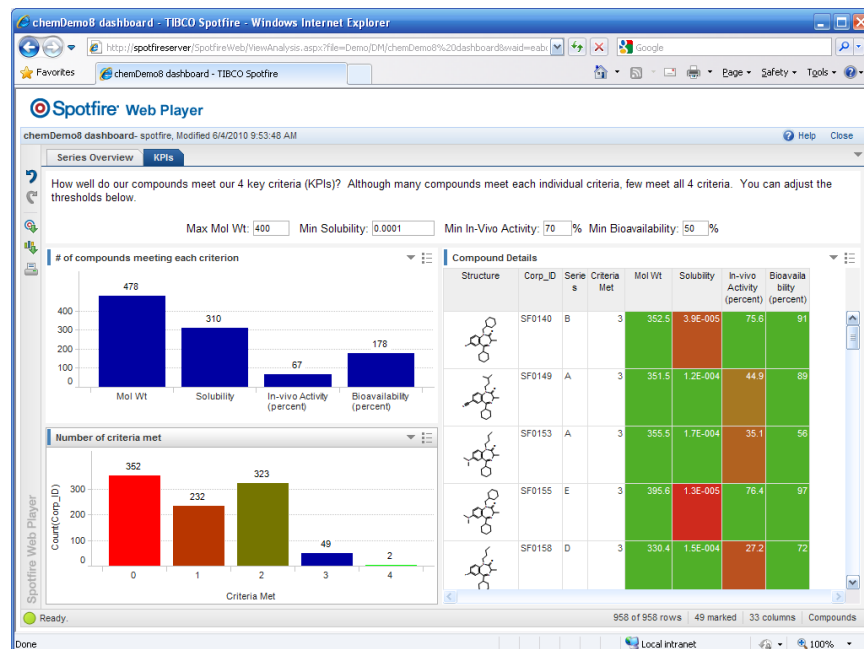 chemDemo8 dashboard - TIBCO Spotfire - Windows Internet Explorer
http://spotfireserver/SpotfireWeb/ViewAnalysis.aspx?file=Demo/DM/chemDemo8%20dashboard&waid=eabc
Google
Favorites
chemDemo8 dashboard - TIBCO Spotfire
Page
Safety
Tools
Spotfire Web Player
chemDemo8 dashboard- spotfire, Modified 6/4/2010 9:53:48 AM
Help
Close
Series Overview
KPIs
How well do our compounds meet our 4 key criteria (KPIs)? Although many compounds meet each individual criteria, few meet all 4 criteria. You can adjust the
thresholds below.
Max Mol Wt: 400 Min Solubility: 0.0001 Min In-Vivo Activity: 70 % Min Bioavailability: 50 %
# of compounds meeting each criterion
478
310
67
178
400
300
200
100
0
Mol Wt
Solubility
In-vivo Activity
(percent)
Bioavailability
(percent)
Number of criteria met
352
232
323
49
2
300
200
100
0
Count(Corp_ID)
0 1 2 3 4
Criteria Met
Compound Details
Structure
Corp_ID
Serie
s
Criteria
Met
Mol Wt
Solubility
In-vivo
Activity
(percent)
Bioavaila
bility
(percent)
SF0140 B 3 352.5 3.9E-005 75.6 91
SF0149 A 3 351.5 1.2E-004 44.9 89
SF0153 A 3 355.5 1.7E-004 35.1 56
SF0155 E 3 395.6 1.3E-005 76.4 97
SF0158 D 3 330.4 1.5E-004 27.2 72
Spotfire Web Player
Ready.
958 of 958 rows
49 marked
33 columns
Compounds
Done
Local intranet
100%